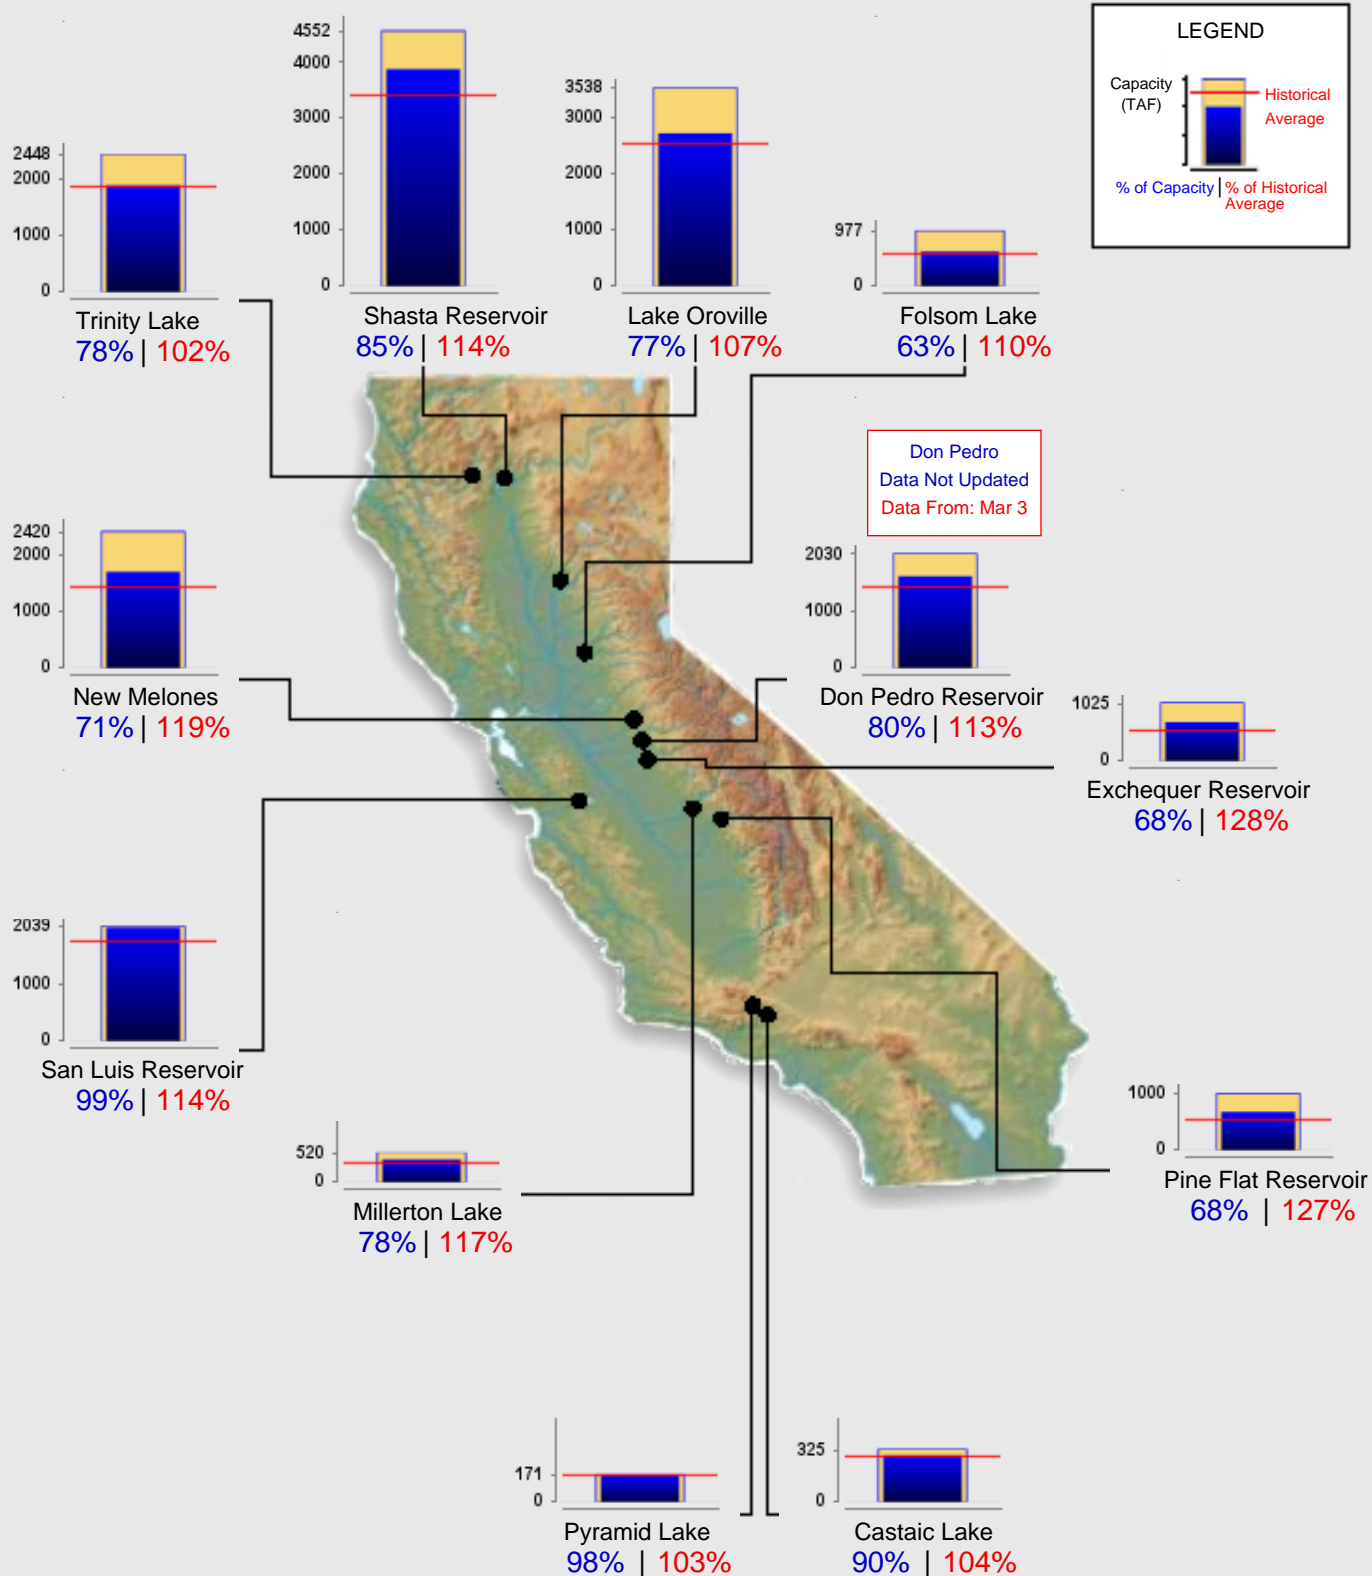 LEGEND
Capacity
(TAF)
Historical
Average
% of Capacity | % of Historical
Average
4552
4000
3000
2000
1000
0
Shasta Reservoir
85% | 114%
3538
3000
2000
1000
0
Lake Oroville
77% | 107%
2448
2000
1000
0
Trinity Lake
78% | 102%
977
0
Folsom Lake
63% | 110%
Don Pedro
Data Not Updated
Data From: Mar 3
2420
2000
1000
0
New Melones
71% | 119%
2030
1000
0
Don Pedro Reservoir
80% | 113%
1025
0
Exchequer Reservoir
68% | 128%
2039
1000
0
San Luis Reservoir
99% | 114%
520
0
Millerton Lake
78% | 117%
1000
0
Pine Flat Reservoir
68% | 127%
171
0
Pyramid Lake
98% | 103%
325
0
Castaic Lake
90% | 104%